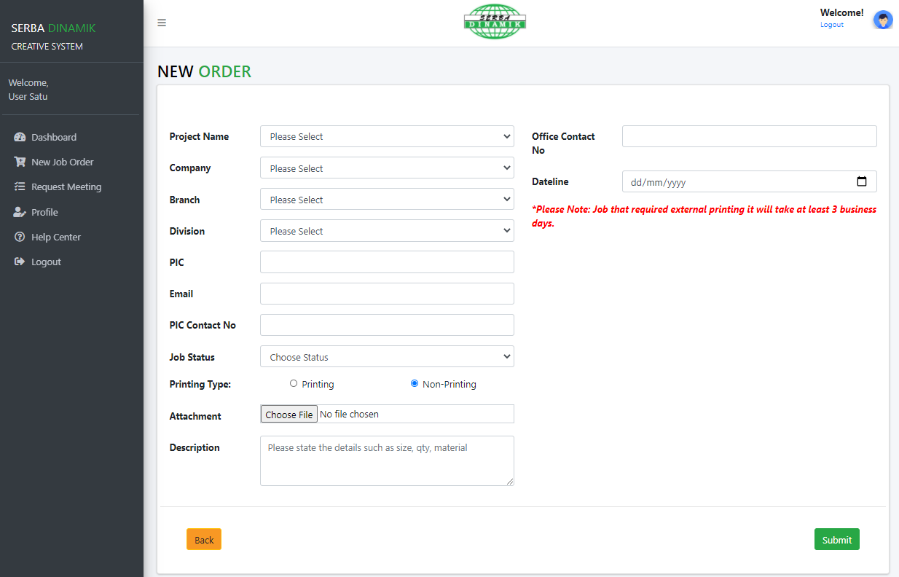 SERBA DINAMIK
CREATIVE SYSTEM
Welcome,
User Satu
Dashboard
New Job Order
Request Meeting
Profile
Help Center
Logout
SERBA
DINAMIK
Welcome!
Logout
NEW ORDER
Project Name
Please Select
Company
Please Select
Branch
Please Select
Division
Please Select
PIC
Email
PIC Contact No
Job Status
Choose Status
Printing Type:
Printing
Non-Printing
Attachment
Choose File No file chosen
Description
Please state the details such as size, qty, material
Office Contact
No
Dateline
dd/mm/yyyy
*Please Note: Job that required external printing it will take at least 3 business
days.
Back
Submit